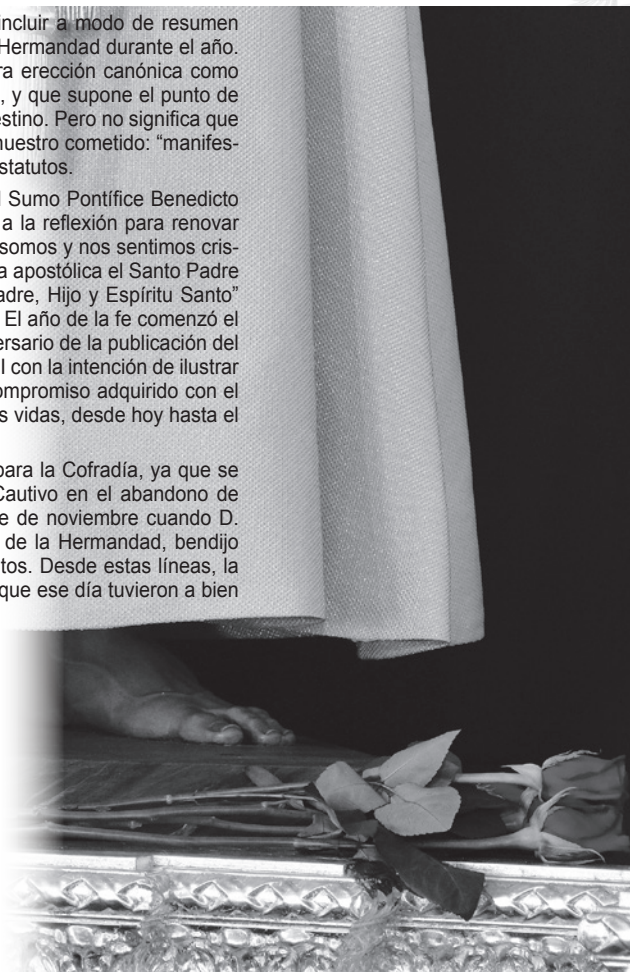 incluir a modo de resumen
Hermandad durante el año.
ra erección canónica como
, y que supone el punto de
estino. Pero no significa que
nuestro cometido: “manifes-
statutos.
l Sumo Pontífice Benedicto
a la reflexión para renovar
somos y nos sentimos cris-
a apostólica el Santo Padre
adre, Hijo y Espíritu Santo”
El año de la fe comenzó el
ersario de la publicación del
I con la intención de ilustrar
ompromiso adquirido con el
s vidas, desde hoy hasta el
para la Cofradía, ya que se
Cautivo en el abandono de
e de noviembre cuando D.
de la Hermandad, bendijo
tos. Desde estas líneas, la
que ese día tuvieron a bien